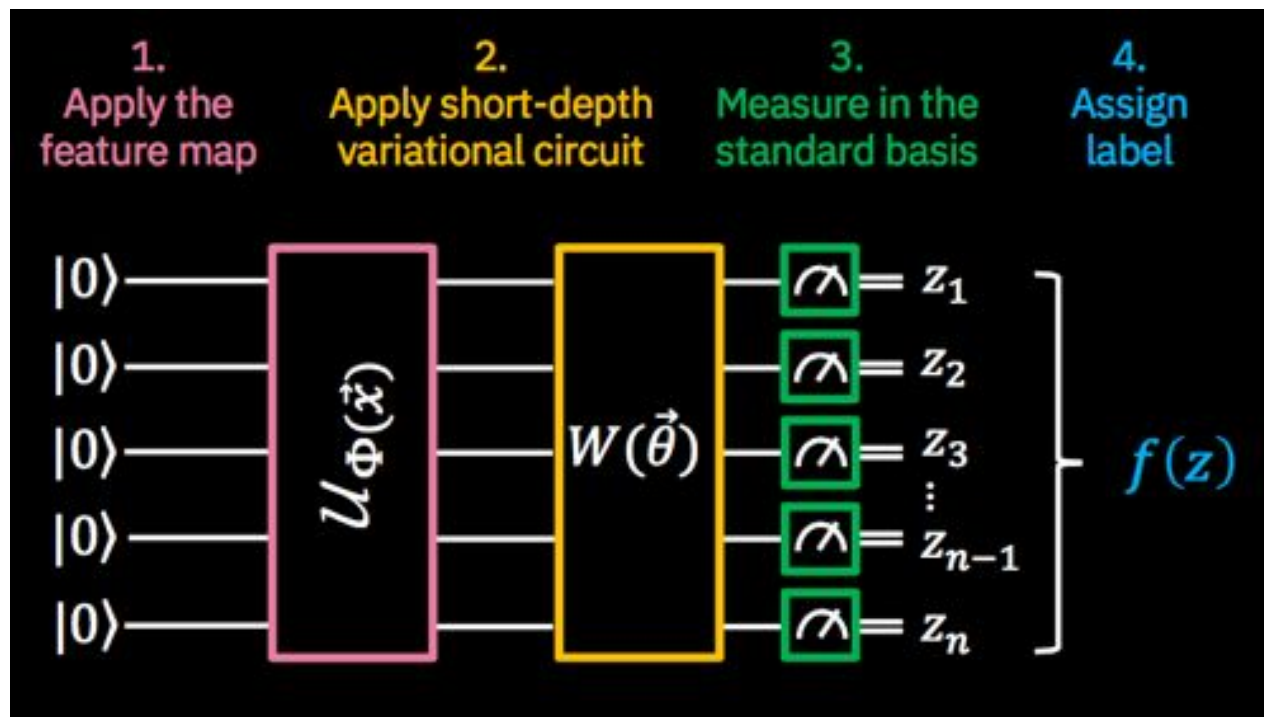 1.
Apply the
feature map
2.
Apply short-depth
variational circuit
3.
Measure in the
standard basis
4.
Assign
label
|0⟩
|0⟩
|0⟩
|0⟩
|0⟩
𝒰Φ(x⃗)
W(θ⃗)
z₁
z₂
z₃
⋮
zₙ₋₁
zₙ
f(z)